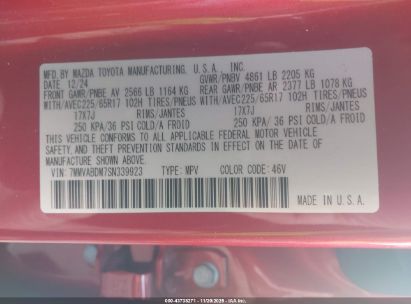 MFD BY MAZDA TOYOTA MANUFACTURING, U.S.A., INC.
DATE 12/24 GVWR/PNBV 4861 LB 2205 KG
FRONT GAWR/PNBE AV 2566 LB 1164 KG REAR GAWR/PNBE AR 2377 LB 1078 KG
WITH/AVEC225/65R17 102H TIRES/PNEUS WITH/AVEC225/65R17 102H TIRES/PNEUS
17X7J RIMS/JANTES 17X7J RIMS/JANTES
250 KPA/36 PSI COLD/A FROID 250 KPA/36 PSI COLD/A FROID
THIS VEHICLE CONFORMS TO ALL APPLICABLE FEDERAL MOTOR VEHICLE
SAFETY, BUMPER, AND THEFT PREVENTION STANDARDS IN EFFECT ON THE DATE OF
MANUFACTURE SHOWN ABOVE.
VIN: 7MMVABDM7SN339923 TYPE: MPV COLOR CODE: 46V
MADE IN U.S.A.
000-43738271 - 11/20/2025 -